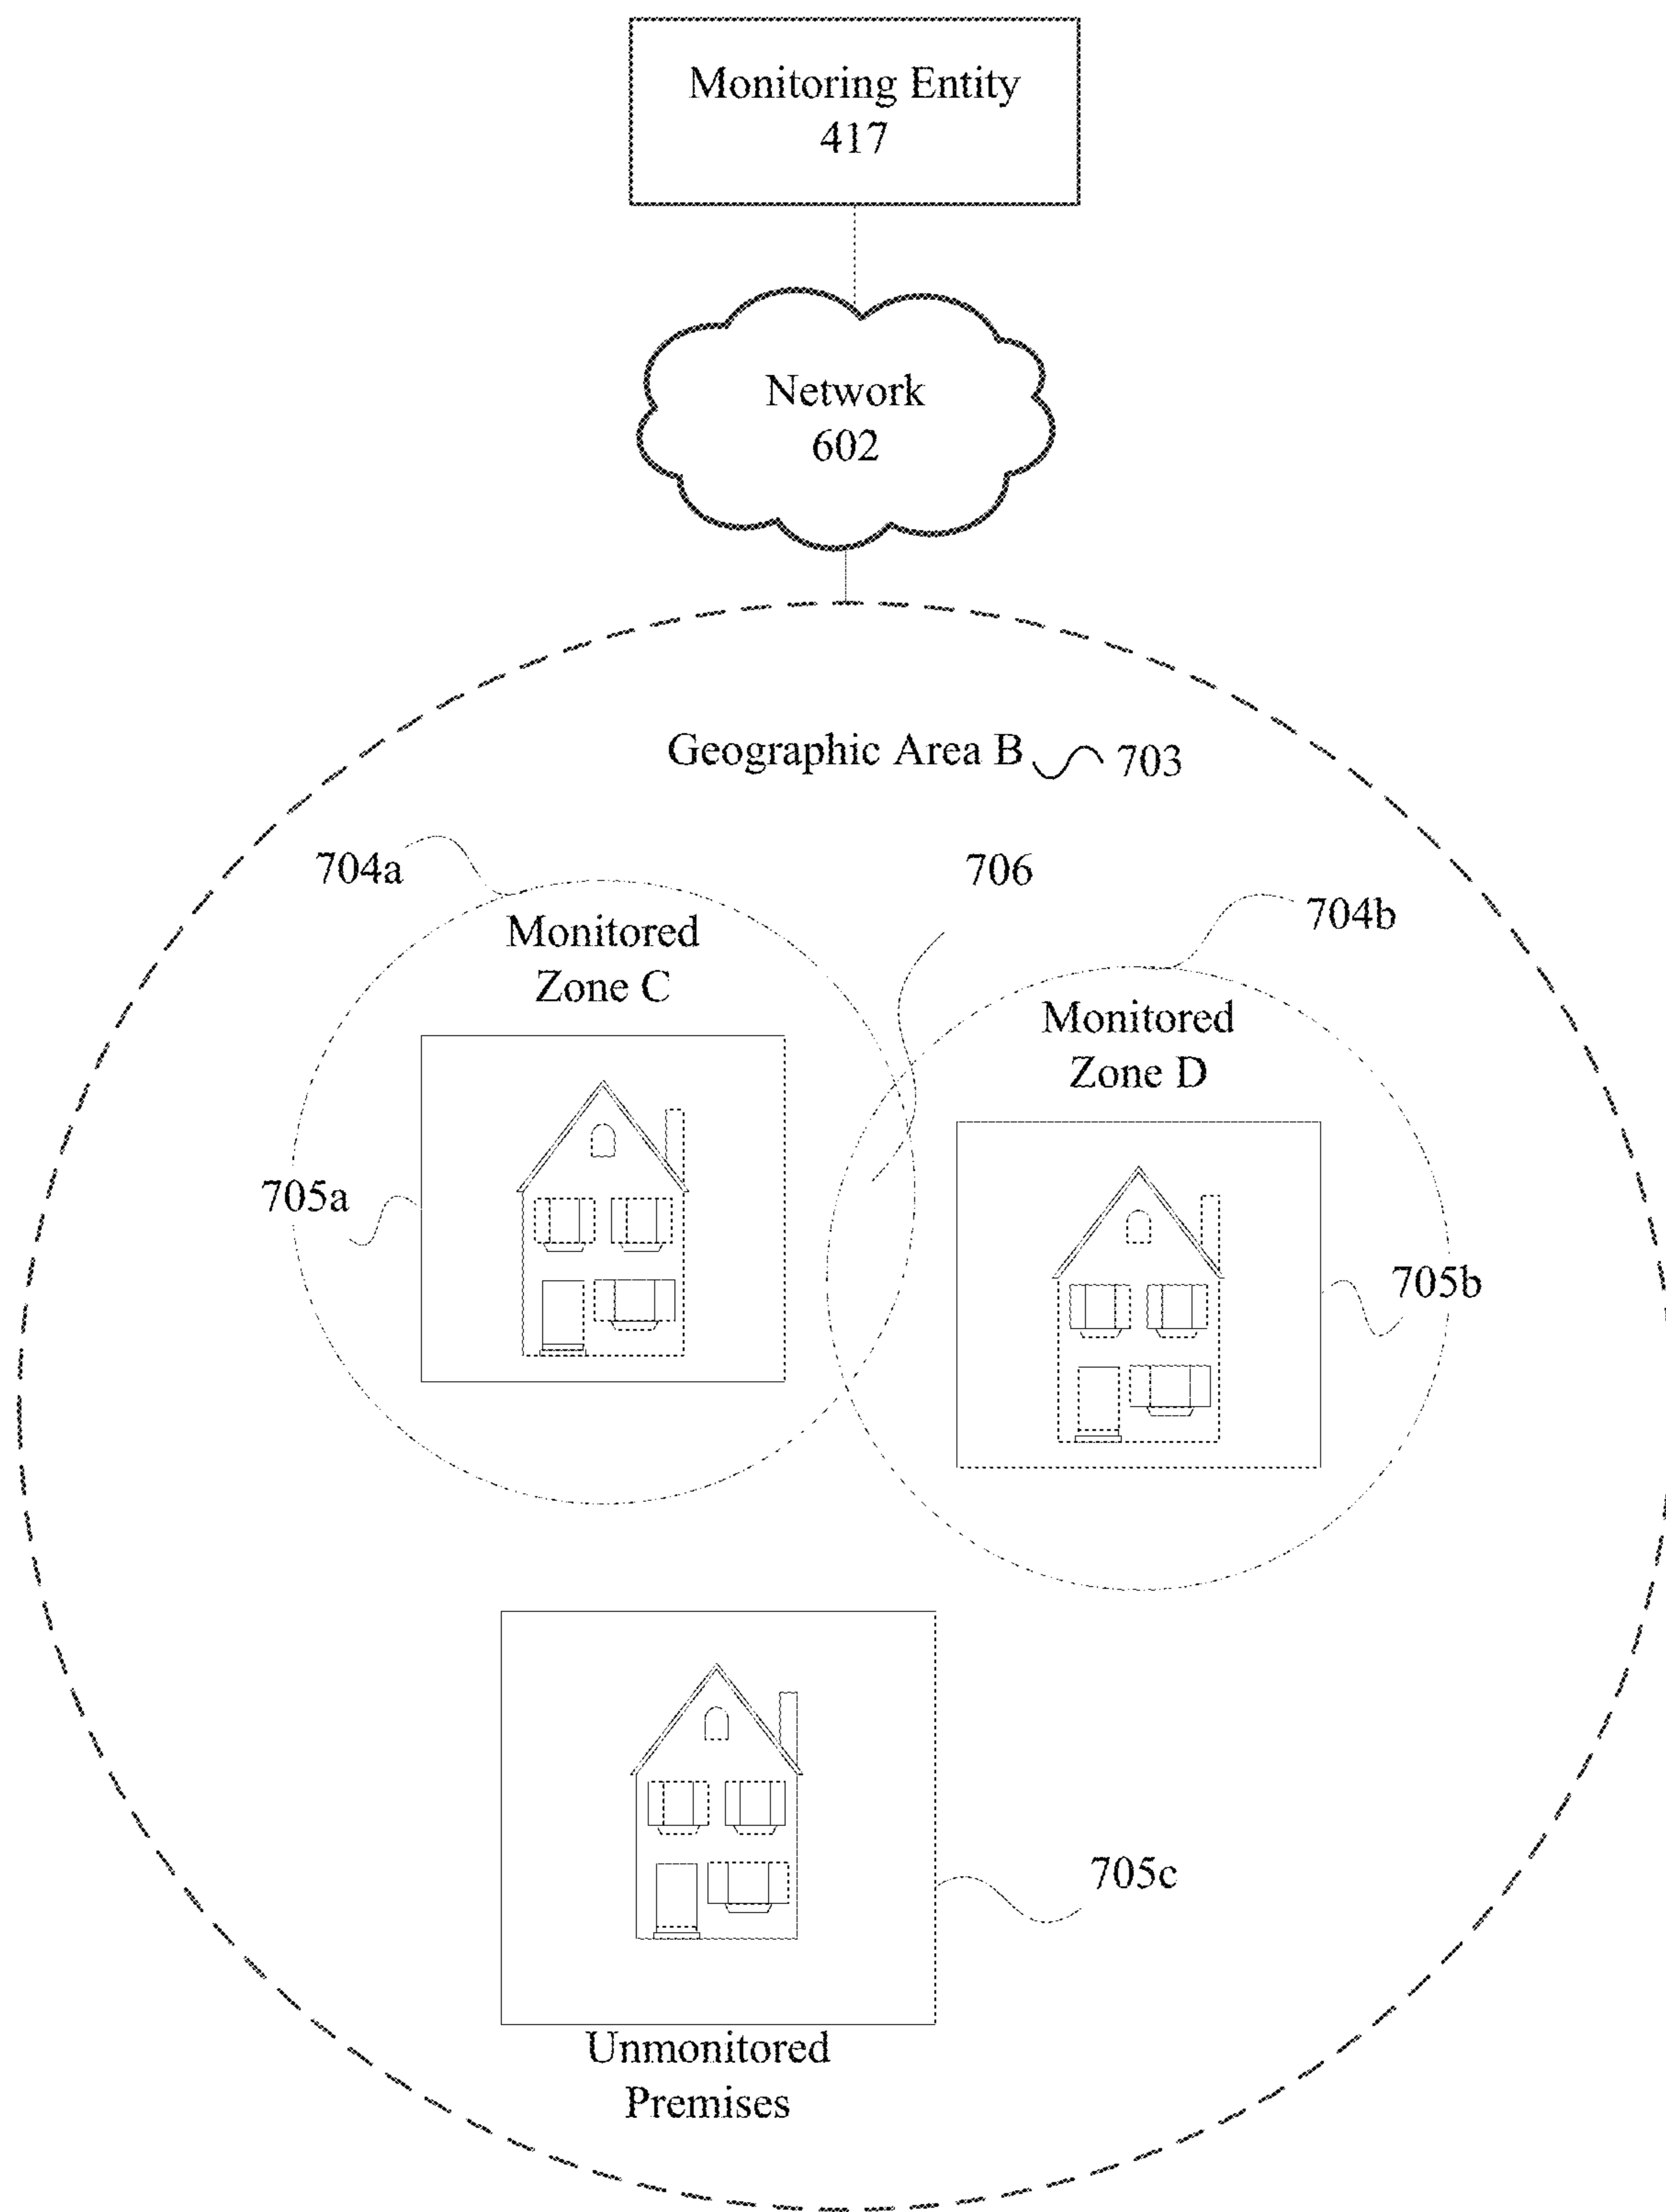 Monitoring Entity
417
Network
602
Geographic Area B 703
704a
706
704b
Monitored
Zone C
Monitored
Zone D
705a
705b
705c
Unmonitored
Premises